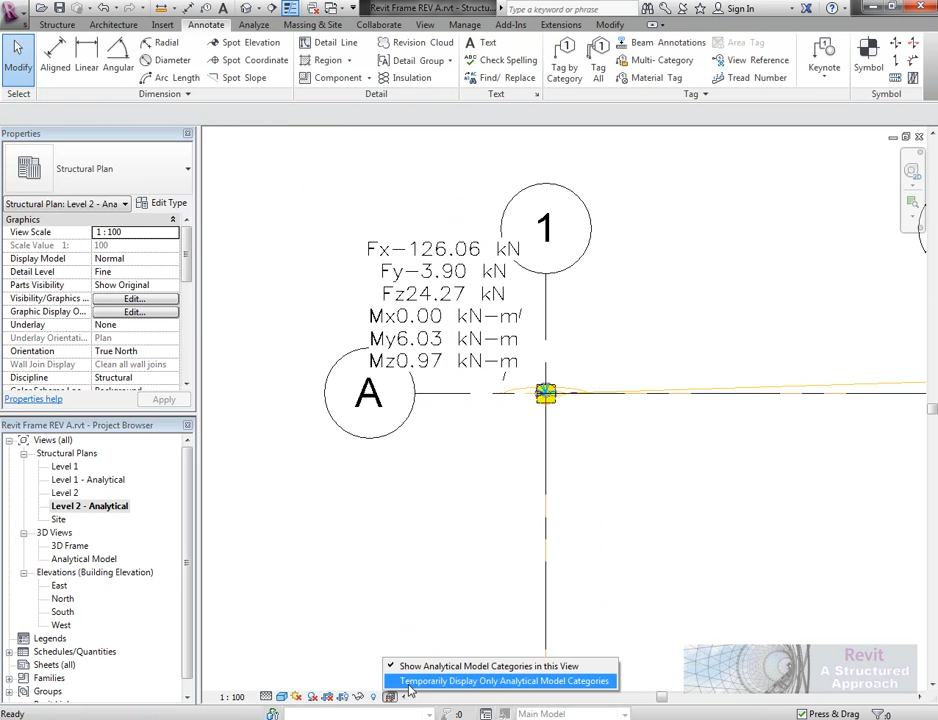 Revit Frame REV A.rvt - Structu...
Type a keyword or phrase
Sign In
Structure Architecture Insert Annotate Analyze Massing & Site Collaborate View Manage Add-Ins Extensions Modify
Modify
Aligned Linear Angular
Radial
Diameter
Arc Length
Spot Elevation
Spot Coordinate
Spot Slope
Detail Line
Region
Component
Revision Cloud
Detail Group
Insulation
Text
Check Spelling
Find/ Replace
Tag by Category
Tag All
Beam Annotations
Multi- Category
Material Tag
Area Tag
View Reference
Tread Number
Keynote
Symbol
Select Dimension Detail Text Tag Symbol
Properties
Structural Plan
Structural Plan: Level 2 - Ana
Edit Type
Graphics
View Scale 1 : 100
Scale Value 1: 100
Display Model Normal
Detail Level Fine
Parts Visibility Show Original
Visibility/Graphics ... Edit...
Graphic Display O... Edit...
Underlay None
Underlay Orientati... Plan
Orientation True North
Wall Join Display Clean all wall joins
Discipline Structural
Properties help
Apply
Revit Frame REV A.rvt - Project Browser
Views (all)
Structural Plans
Level 1
Level 1 - Analytical
Level 2
Level 2 - Analytical
Site
3D Views
3D Frame
Analytical Model
Elevations (Building Elevation)
East
North
South
West
Legends
Schedules/Quantities
Sheets (all)
Families
Groups
1
Fx-126.06 kN
Fy-3.90 kN
Fz24.27 kN
Mx0.00 kN-m
My6.03 kN-m
Mz0.97 kN-m
A
Show Analytical Model Categories in this View
Temporarily Display Only Analytical Model Categories
1 : 100
Revit
A Structured
Approach
Ready
:0
Main Model
Press & Drag
:0